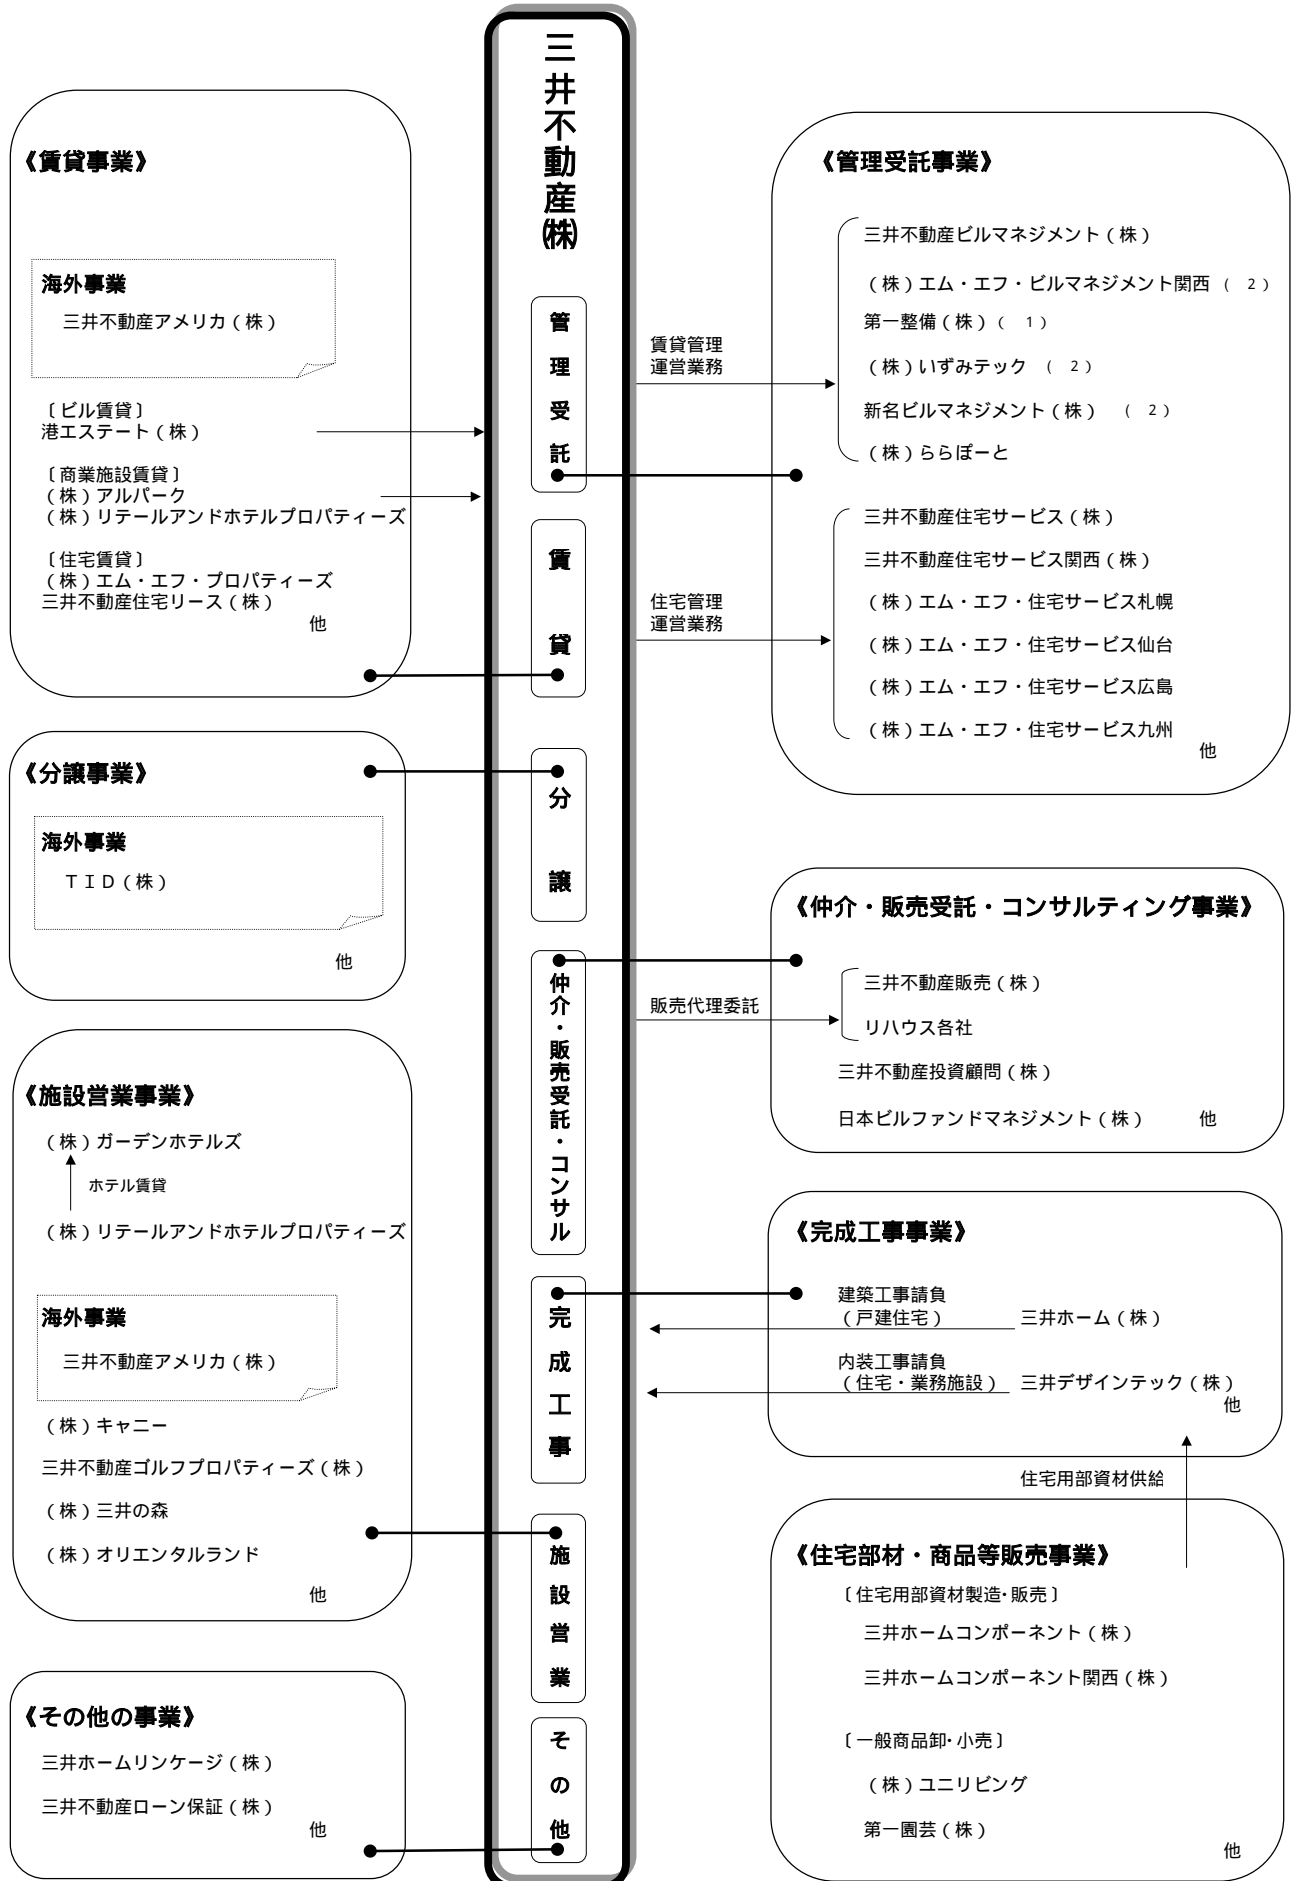 三井不動産㈱
管理受託
賃貸
分譲
仲介・販売受託・コンサル
完成工事
施設営業
その他
《賃貸事業》
海外事業
三井不動産アメリカ(株)
〔ビル賃貸〕
港エステート(株)
〔商業施設賃貸〕
(株)アルパーク
(株)リテールアンドホテルプロパティーズ
〔住宅賃貸〕
(株)エム・エフ・プロパティーズ
三井不動産住宅リース(株)
他
《分譲事業》
海外事業
TID(株)
他
《施設営業事業》
(株)ガーデンホテルズ
ホテル賃貸
(株)リテールアンドホテルプロパティーズ
海外事業
三井不動産アメリカ(株)
(株)キャニー
三井不動産ゴルフプロパティーズ(株)
(株)三井の森
(株)オリエンタルランド
他
《その他の事業》
三井ホームリンケージ(株)
三井不動産ローン保証(株)
他
賃貸管理
運営業務
住宅管理
運営業務
販売代理委託
《管理受託事業》
三井不動産ビルマネジメント(株)
(株)エム・エフ・ビルマネジメント関西( 2)
第一整備(株)( 1)
(株)いずみテック ( 2)
新名ビルマネジメント(株) ( 2)
(株)ららぽーと
三井不動産住宅サービス(株)
三井不動産住宅サービス関西(株)
(株)エム・エフ・住宅サービス札幌
(株)エム・エフ・住宅サービス仙台
(株)エム・エフ・住宅サービス広島
(株)エム・エフ・住宅サービス九州
他
《仲介・販売受託・コンサルティング事業》
三井不動産販売(株)
リハウス各社
三井不動産投資顧問(株)
日本ビルファンドマネジメント(株) 他
《完成工事事業》
建築工事請負
(戸建住宅) 三井ホーム(株)
内装工事請負
(住宅・業務施設) 三井デザインテック(株)
他
住宅用部資材供給
《住宅部材・商品等販売事業》
〔住宅用部資材製造・販売〕
三井ホームコンポーネント(株)
三井ホームコンポーネント関西(株)
〔一般商品卸・小売〕
(株)ユニリビング
第一園芸(株)
他